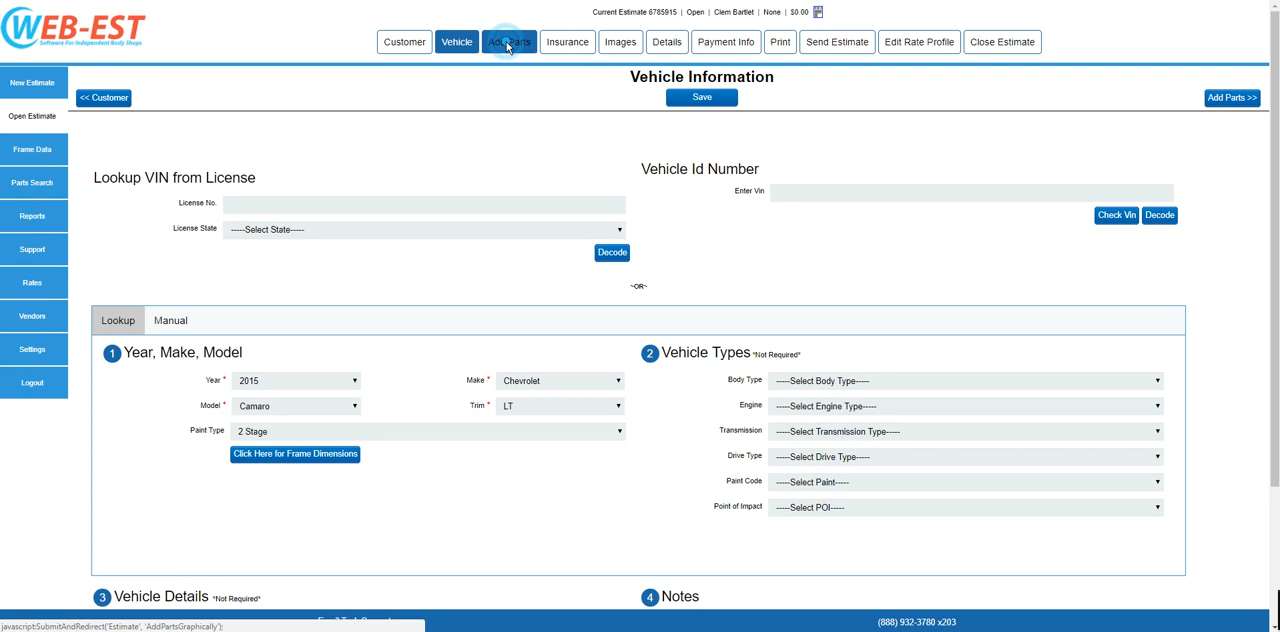 WEB-EST
Software For Independent Body Shops
Current Estimate 6785915 | Open | Clem Bartlet | None | $0.00
Customer Vehicle Add Parts Insurance Images Details Payment Info Print Send Estimate Edit Rate Profile Close Estimate
New Estimate
Open Estimate
Frame Data
Parts Search
Reports
Support
Rates
Vendors
Settings
Logout
Vehicle Information
<< Customer Save Add Parts >>
Lookup VIN from License
License No.
License State -----Select State-----
Decode
Vehicle Id Number
Enter Vin
Check Vin Decode
~OR~
Lookup Manual
1 Year, Make, Model
Year * 2015 Make * Chevrolet
Model * Camaro Trim * LT
Paint Type 2 Stage
Click Here for Frame Dimensions
2 Vehicle Types *Not Required*
Body Type -----Select Body Type-----
Engine -----Select Engine Type-----
Transmission -----Select Transmission Type-----
Drive Type -----Select Drive Type-----
Paint Code -----Select Paint-----
Point of Impact -----Select POI-----
3 Vehicle Details *Not Required*
4 Notes
(888) 932-3780 x203
javascript:SubmitAndRedirect('Estimate', 'AddPartsGraphically');